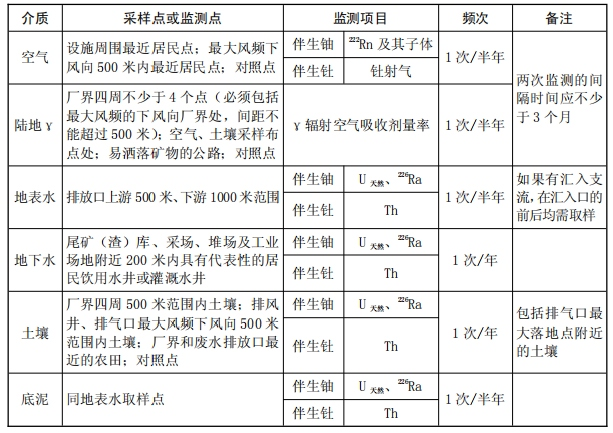 介质 采样点或监测点 监测项目 频次 备注
空气
设施周围最近居民点；最大风频下
风向 500 米内最近居民点；对照点
伴生铀 ²²²Rn 及其子体
伴生钍 钍射气
1 次/半年
两次监测的间
隔时间应不少
于 3 个月
陆地 γ
厂界四周不少于 4 个点（必须包括
最大风频的下风向厂界处，间距不
能超过 500 米）；空气、土壤采样布
点处；易洒落矿物的公路；对照点
γ 辐射空气吸收剂量率
1 次/半年
地表水
排放口上游 500 米、下游 1000 米范围
伴生铀 U 天然、²²⁶Ra
伴生钍 Th
1 次/半年
如果有汇入支
流，在汇入口的
前后均需取样
地下水
尾矿（渣）库、采场、堆场及工业
场地附近 200 米内具有代表性的居
民饮用水井或灌溉水井
伴生铀 U 天然、²²⁶Ra
伴生钍 Th
1 次/年
土壤
厂界四周 500 米范围内土壤；排风
井、排气口最大风频下风向 500 米
范围内土壤；厂界和废水排放口最
近的农田；对照点
伴生铀 U 天然、²²⁶Ra
伴生钍 Th
1 次/年
包括排气口最
大落地点附近
的土壤
底泥
同地表水取样点
伴生铀 U 天然、²²⁶Ra
伴生钍 Th
1 次/半年